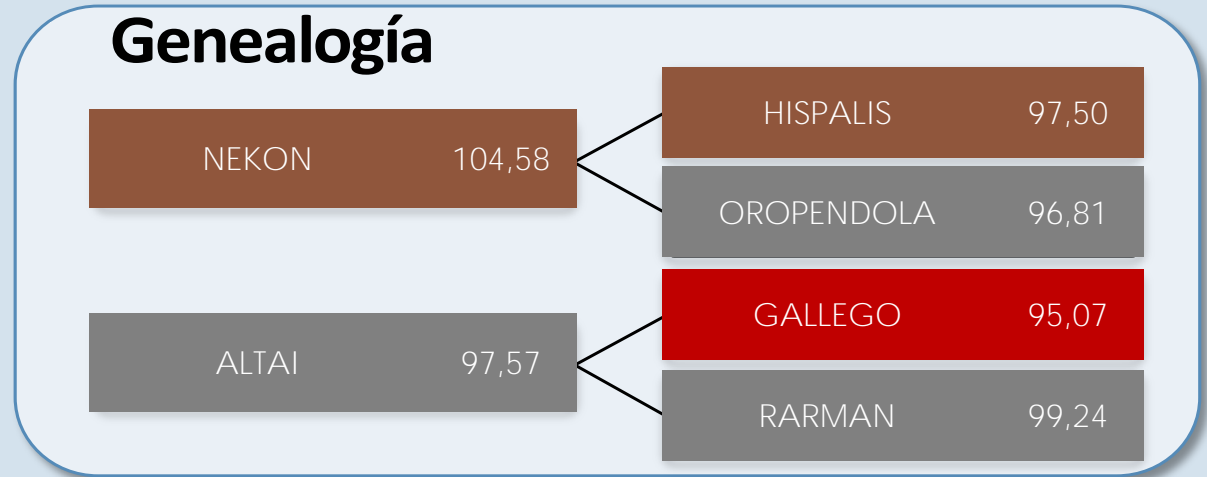 Genealogía
NEKON 104,58
HISPALIS 97,50
OROPENDOLA 96,81
ALTAI 97,57
GALLEGO 95,07
RARMAN 99,24